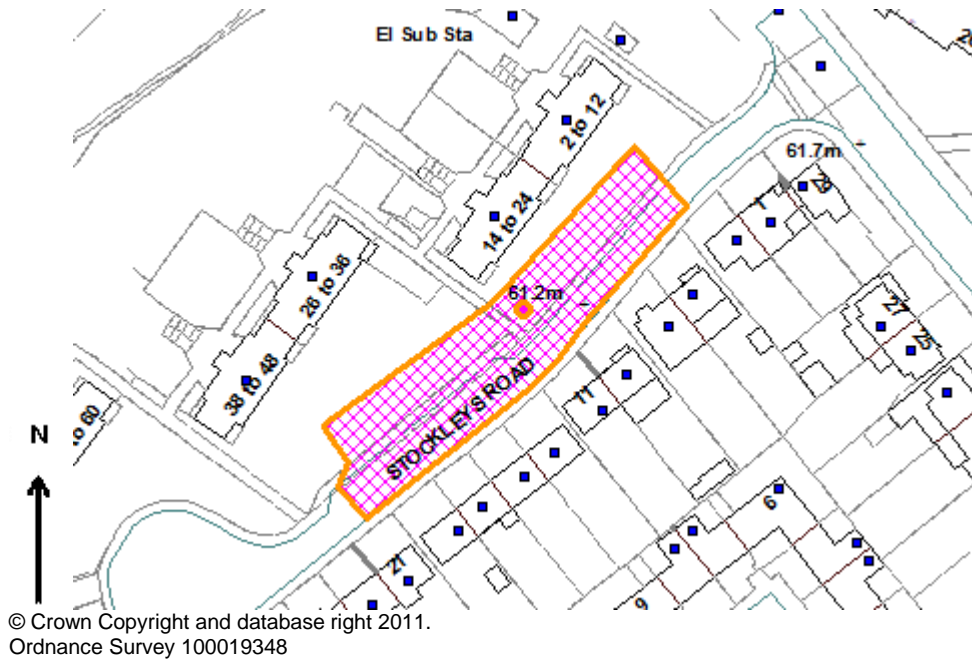 El Sub Sta
2 to 12
61.7m
14 to 24
1
29
61.2m
26 to 36
27
25
38 to 48
to 60
STOCKLEYS ROAD
11
N
6
21
9
© Crown Copyright and database right 2011.
Ordnance Survey 100019348